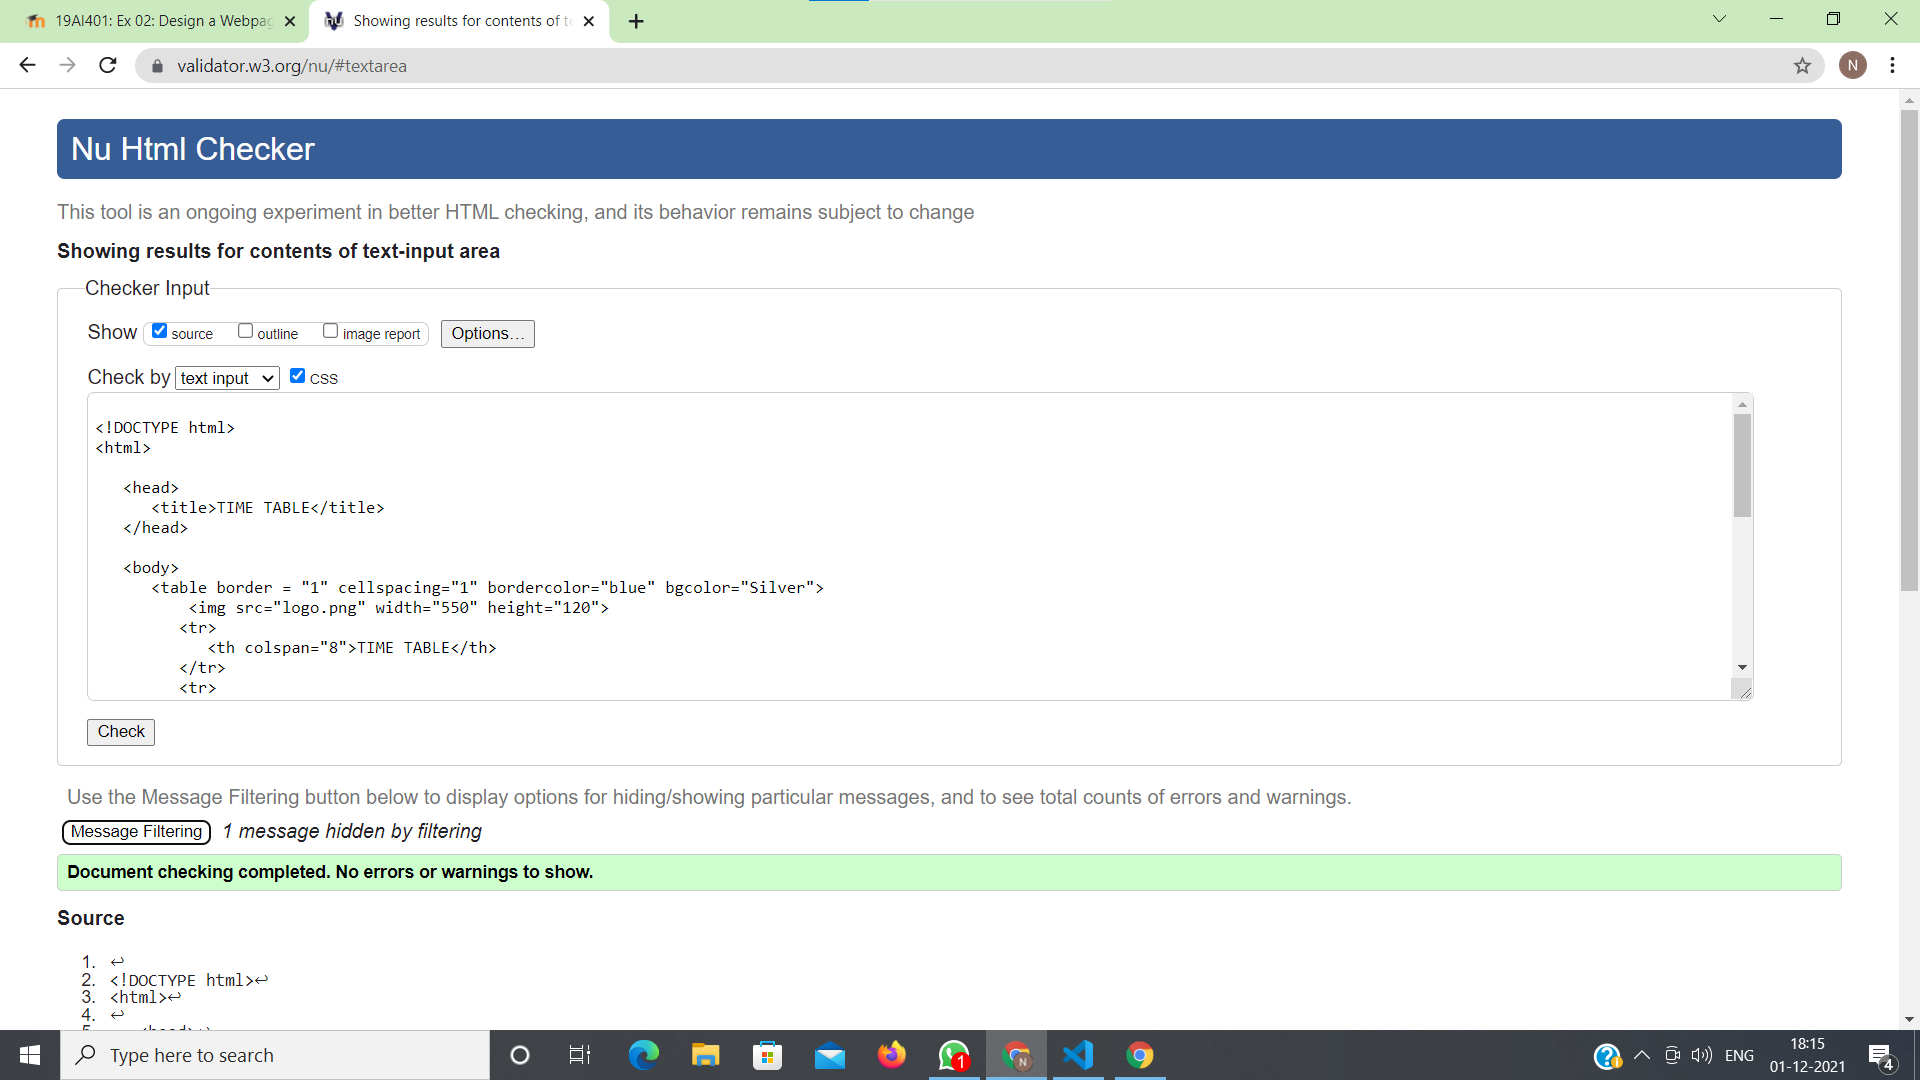 19AI401: Ex 02: Design a Webpag
Showing results for contents of te
validator.w3.org/nu/#textarea
N
Nu Html Checker
This tool is an ongoing experiment in better HTML checking, and its behavior remains subject to change
Showing results for contents of text-input area
Checker Input
Show source outline image report Options...
Check by text input CSS
<!DOCTYPE html>
<html>
<head>
<title>TIME TABLE</title>
</head>
<body>
<table border = "1" cellspacing="1" bordercolor="blue" bgcolor="Silver">
<img src="logo.png" width="550" height="120">
<tr>
<th colspan="8">TIME TABLE</th>
</tr>
<tr>
Check
Use the Message Filtering button below to display options for hiding/showing particular messages, and to see total counts of errors and warnings.
Message Filtering 1 message hidden by filtering
Document checking completed. No errors or warnings to show.
Source
1. ↩
2. <!DOCTYPE html>↩
3. <html>↩
4. ↩
5. <head>↩
Type here to search
1
N
ENG
18:15
01-12-2021
4